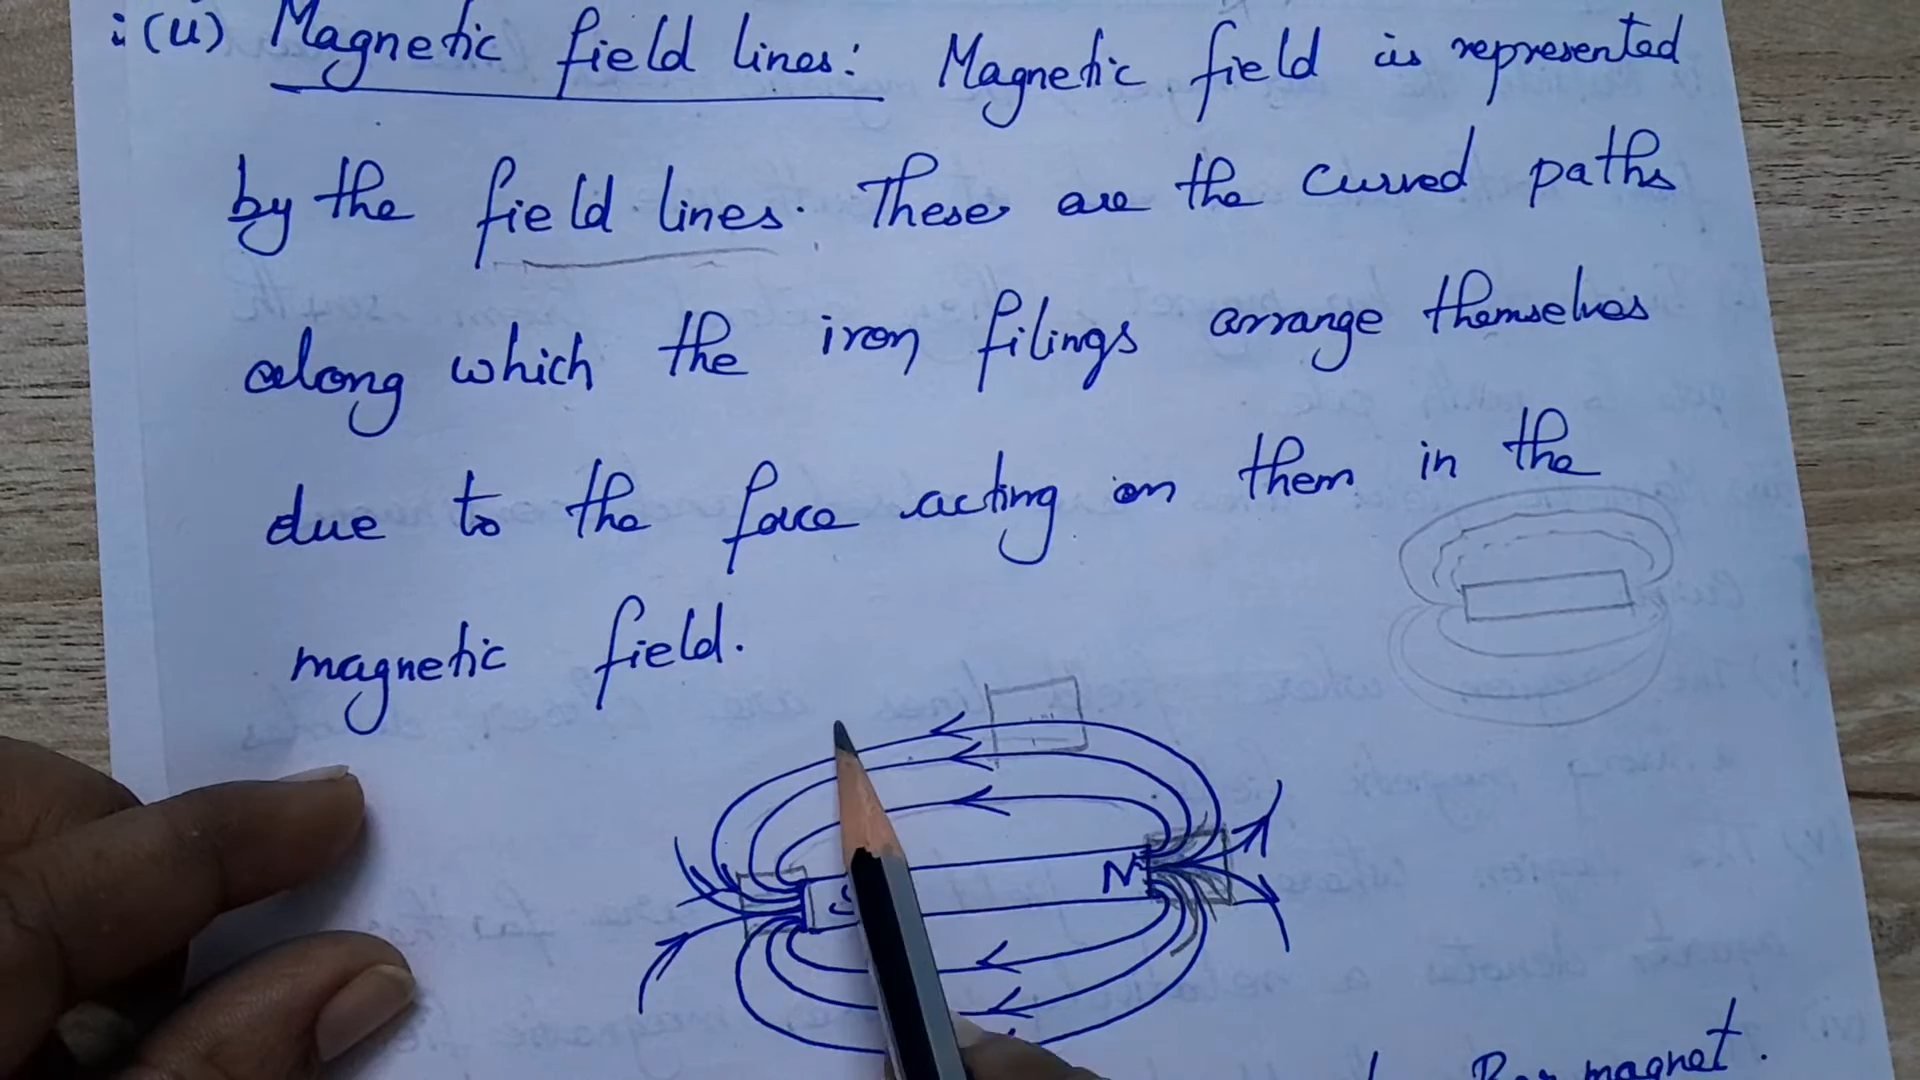 (ii) Magnetic field lines: Magnetic field is represented
by the field lines. These are the curved paths
along which the iron filings arrange themselves
due to the force acting on them in the
magnetic field.
S N
Bar magnet.